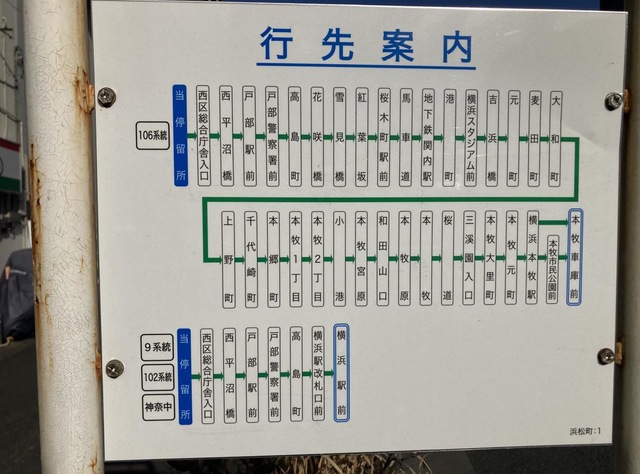 行先案内
106系統
当停留所
西区総合庁舎入口
西平沼橋
戸部駅前
戸部警察署前
高島町
花咲橋
雪見橋
紅葉坂
桜木町駅前
馬車道
地下鉄関内駅
港町
横浜スタジアム前
吉浜橋
元町
麦田町
大和町
上野町
千代崎町
本郷町
本牧1丁目
本牧2丁目
小港
本牧宮原
和田山口
本牧原
本牧
桜道
三溪園入口
本牧大里町
本牧元町
横浜本牧駅
本牧市民公園前
本牧車庫前
9系統
102系統
神奈中
当停留所
西区総合庁舎入口
西平沼橋
戸部駅前
戸部警察署前
高島町
横浜駅改札口前
横浜駅前
浜松町:1